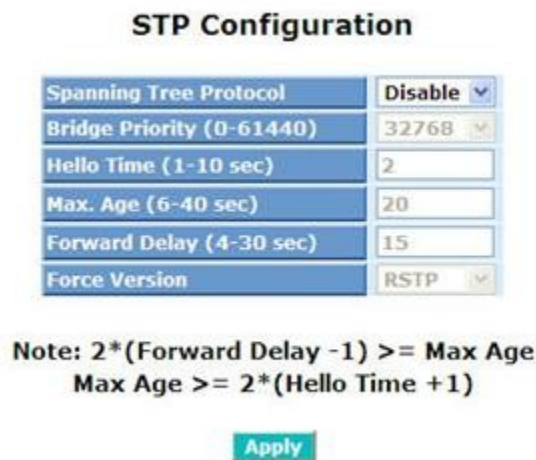 STP Configuration
Spanning Tree Protocol Disable
Bridge Priority (0-61440) 32768
Hello Time (1-10 sec) 2
Max. Age (6-40 sec) 20
Forward Delay (4-30 sec) 15
Force Version RSTP
Note: 2*(Forward Delay -1) >= Max Age
Max Age >= 2*(Hello Time +1)
Apply